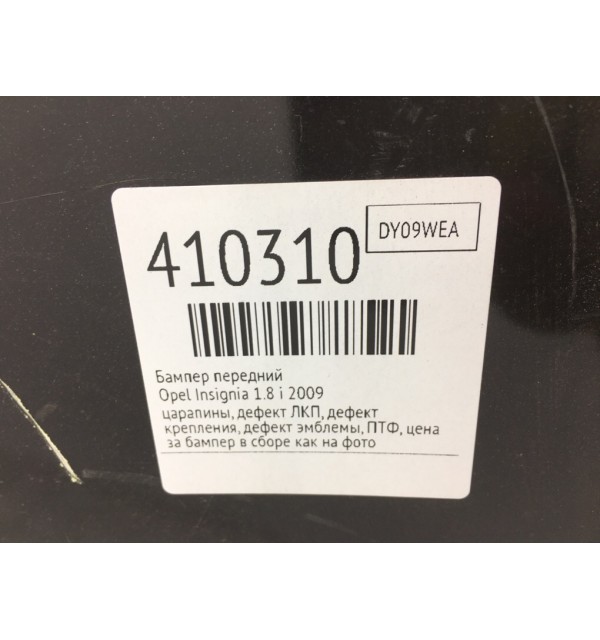 410310
DY09WEA
Бампер передний
Opel Insignia 1.8 i 2009
царапины, дефект ЛКП, дефект
крепления, дефект эмблемы, ПТФ, цена
за бампер в сборе как на фото